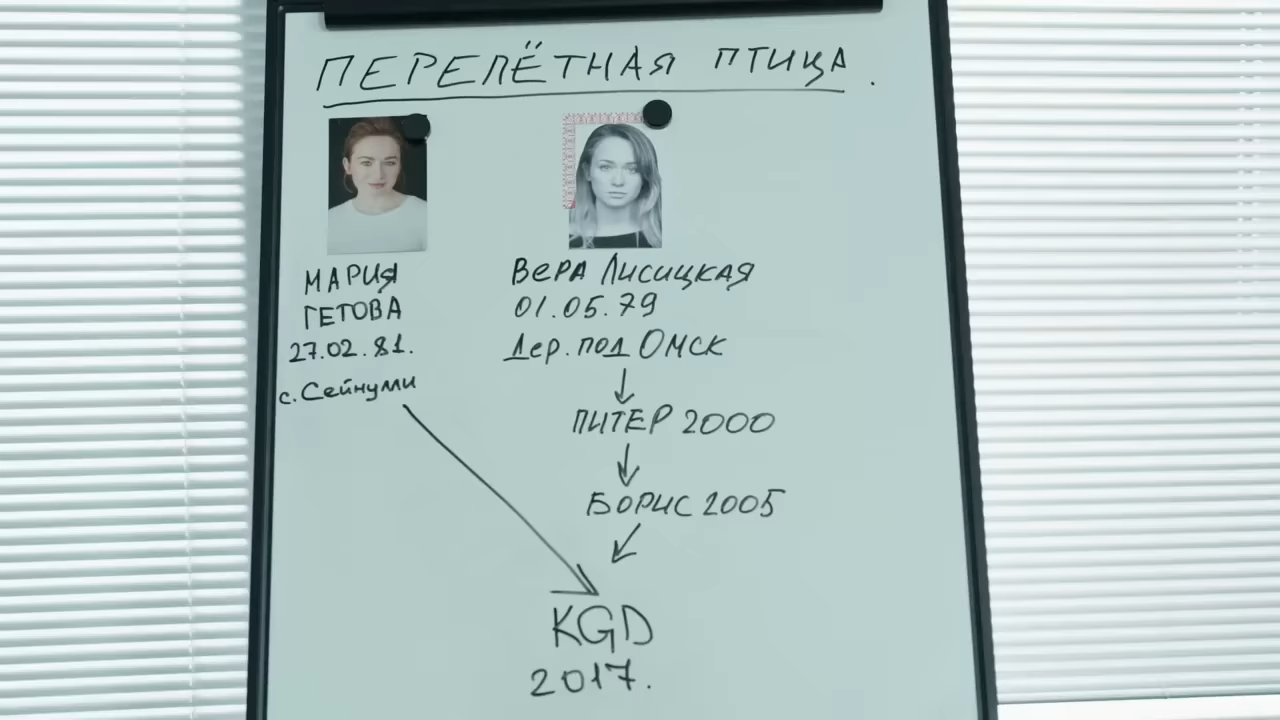 ПЕРЕЛЁТНАЯ ПТИЦА.
МАРИЯ
ГЕТОВА
27.02.81.
с. Сейнулли
Вера Лисицкая
01.05.79
Дер. под ОМСК
↓
ПИТЕР 2000
↓
БОРИС 2005
↙
KGD
2017.